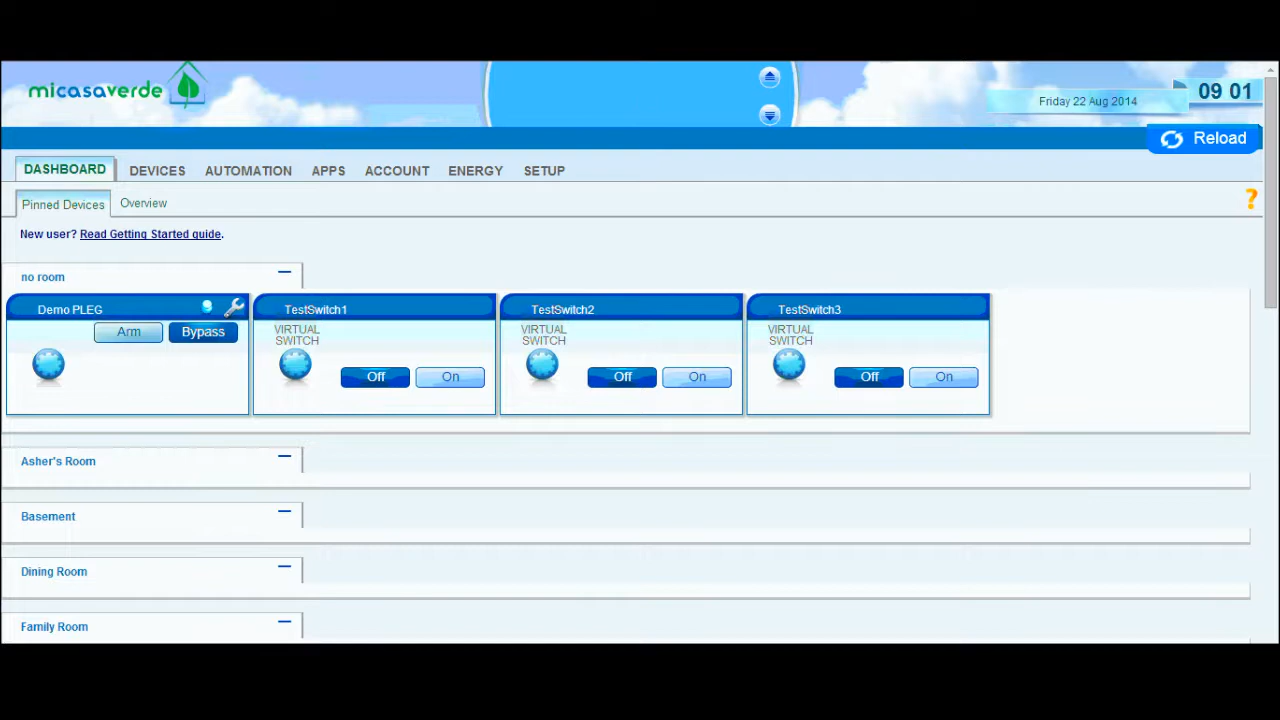 micasaverde
Friday 22 Aug 2014
09 01
Reload
DASHBOARD DEVICES AUTOMATION APPS ACCOUNT ENERGY SETUP
Pinned Devices Overview
?
New user? Read Getting Started guide.
no room
Demo PLEG
Arm Bypass
TestSwitch1
VIRTUAL
SWITCH
Off On
TestSwitch2
VIRTUAL
SWITCH
Off On
TestSwitch3
VIRTUAL
SWITCH
Off On
Asher's Room
Basement
Dining Room
Family Room